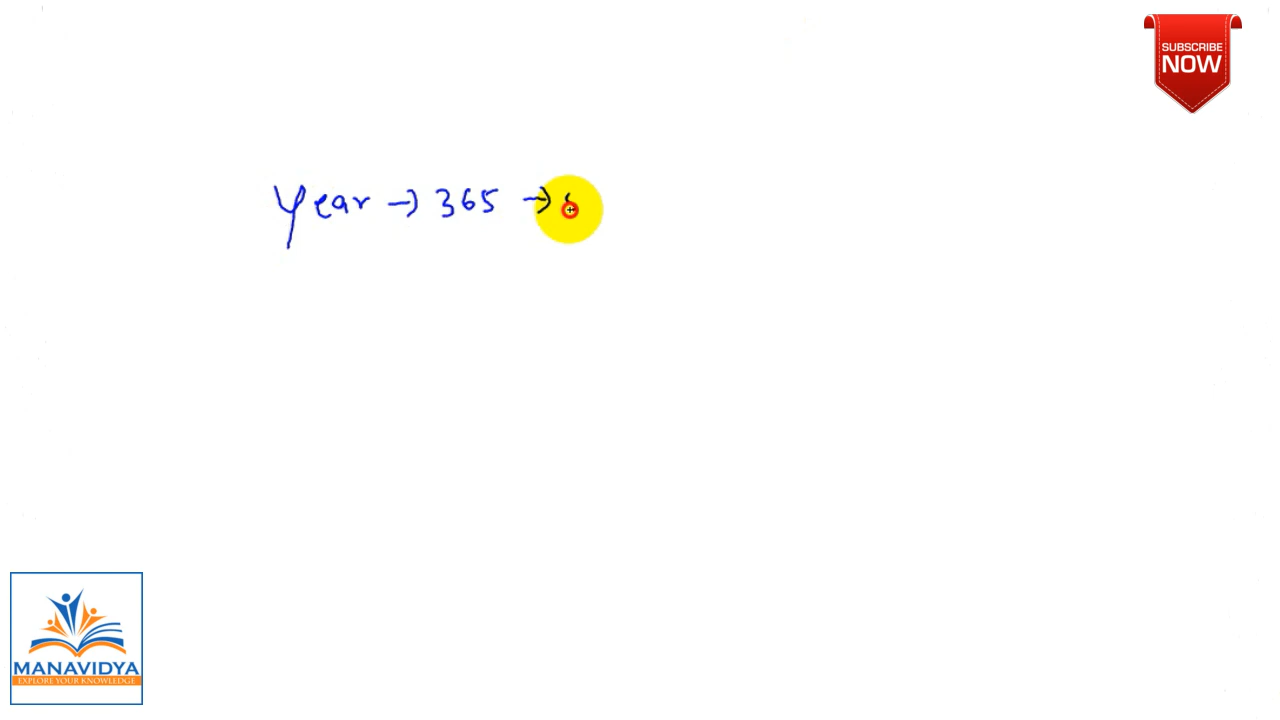 SUBSCRIBE
NOW
Year → 365 →
MANAVIDYA
EXPLORE YOUR KNOWLEDGE